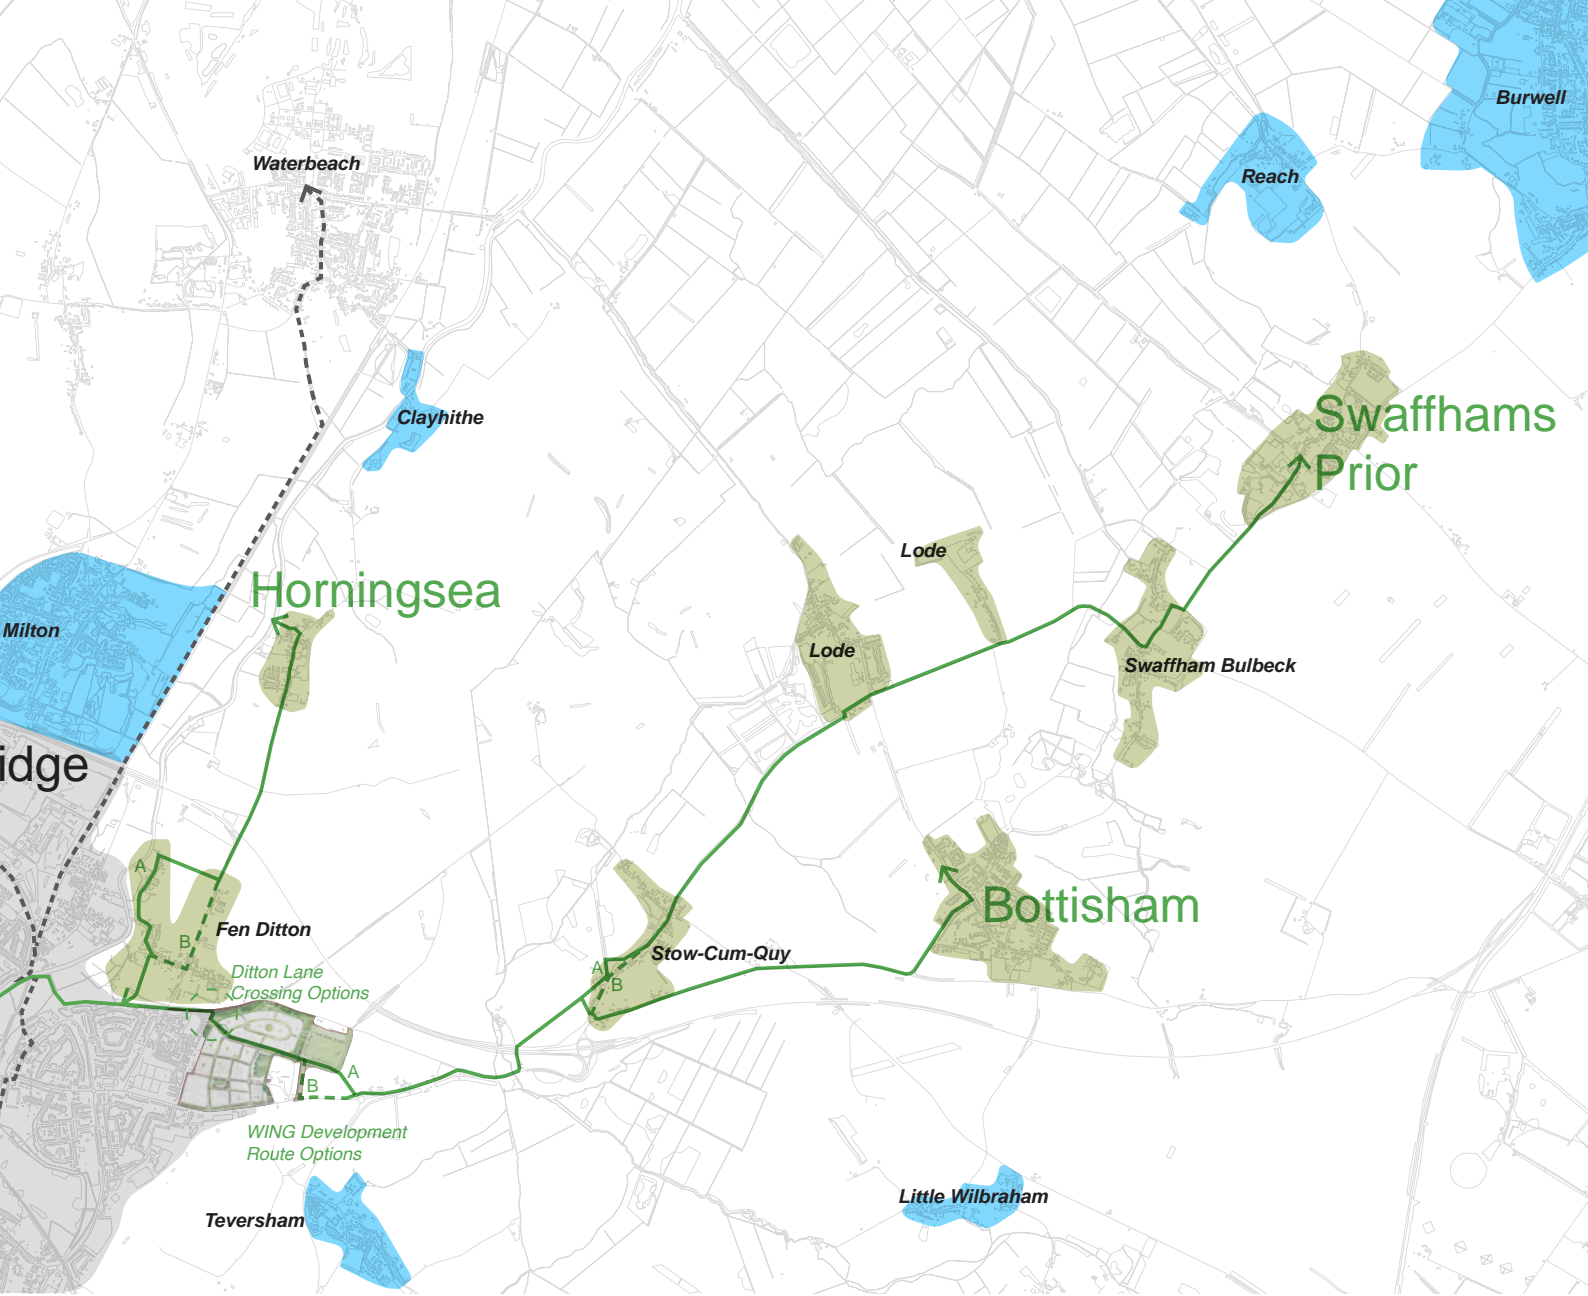 Burwell
Waterbeach
Reach
Clayhithe
Swaffhams
Prior
Lode
Horningsea
Milton
Lode
Swaffham Bulbeck
idge
A
Bottisham
Fen Ditton
B
Stow-Cum-Quy
A
B
Ditton Lane
Crossing Options
A
B
WING Development
Route Options
Little Wilbraham
Teversham